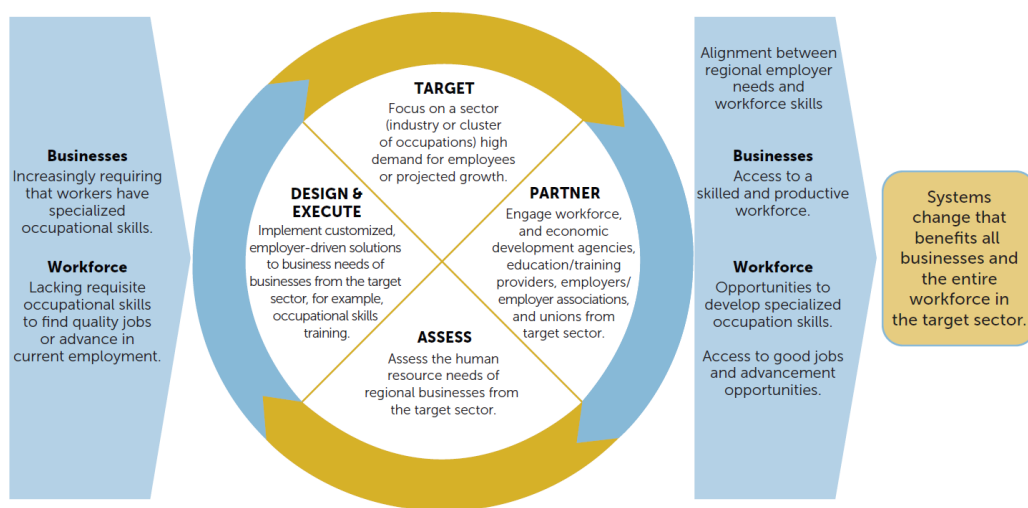 Businesses
Increasingly requiring
that workers have
specialized
occupational skills.
Workforce
Lacking requisite
occupational skills
to find quality jobs
or advance in
current employment.
TARGET
Focus on a sector
(industry or cluster
of occupations) high
demand for employees
or projected growth.
PARTNER
Engage workforce,
and economic
development agencies,
education/training
providers, employers/
employer associations,
and unions from
target sector.
ASSESS
Assess the human
resource needs of
regional businesses from
the target sector.
DESIGN &
EXECUTE
Implement customized,
employer-driven solutions
to business needs of
businesses from the target
sector, for example,
occupational skills
training.
Alignment between
regional employer
needs and
workforce skills
Businesses
Access to a
skilled and productive
workforce.
Workforce
Opportunities to
develop specialized
occupation skills.
Access to good jobs
and advancement
opportunities.
Systems
change that
benefits all
businesses and
the entire
workforce in
the target sector.